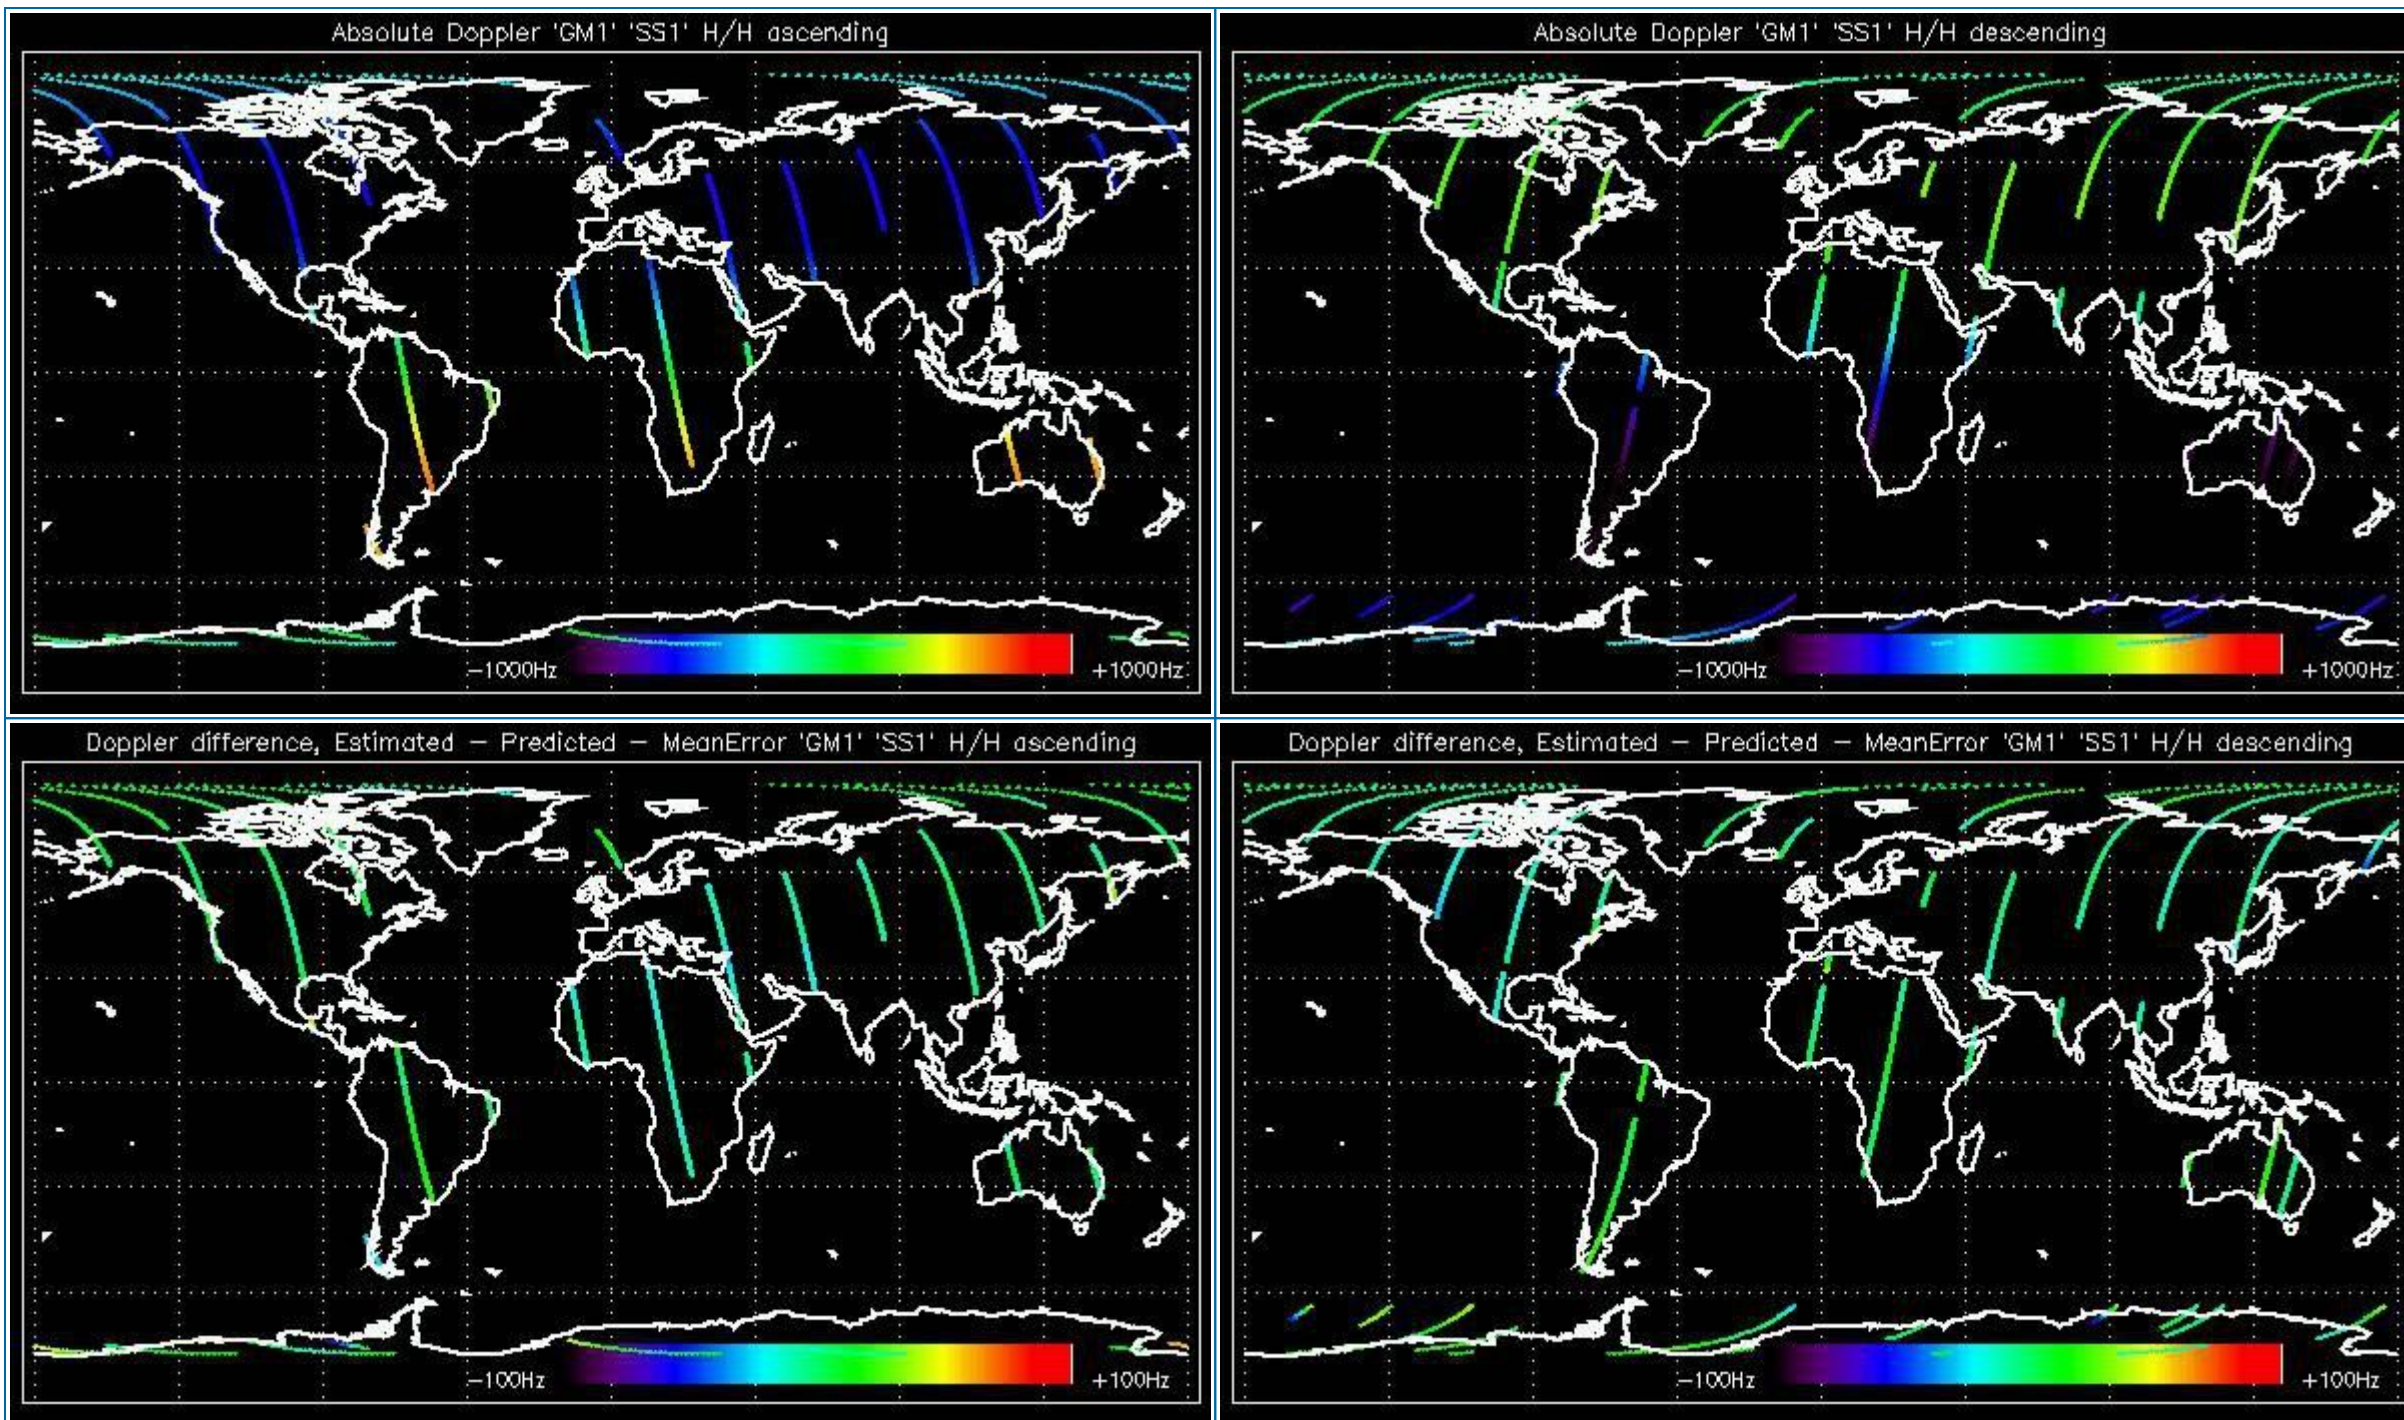 Absolute Doppler 'GM1' 'SS1' H/H ascending
-1000Hz
+1000Hz
Absolute Doppler 'GM1' 'SS1' H/H descending
-1000Hz
+1000Hz
Doppler difference, Estimated - Predicted - MeanError 'GM1' 'SS1' H/H ascending
-100Hz
+100Hz
Doppler difference, Estimated - Predicted - MeanError 'GM1' 'SS1' H/H descending
-100Hz
+100Hz